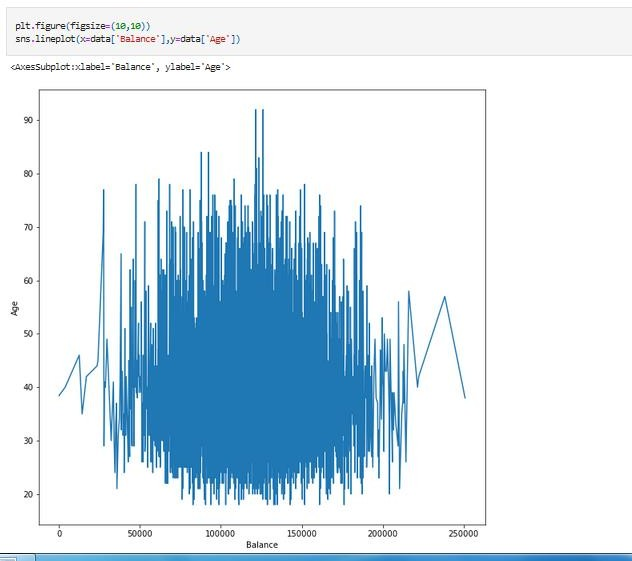 plt.figure(figsize=(10,10))
sns.lineplot(x=data['Balance'],y=data['Age'])
<AxesSubplot:xlabel='Balance', ylabel='Age'>
90
80
70
60
50
40
30
20
Age
0 50000 100000 150000 200000 250000
Balance